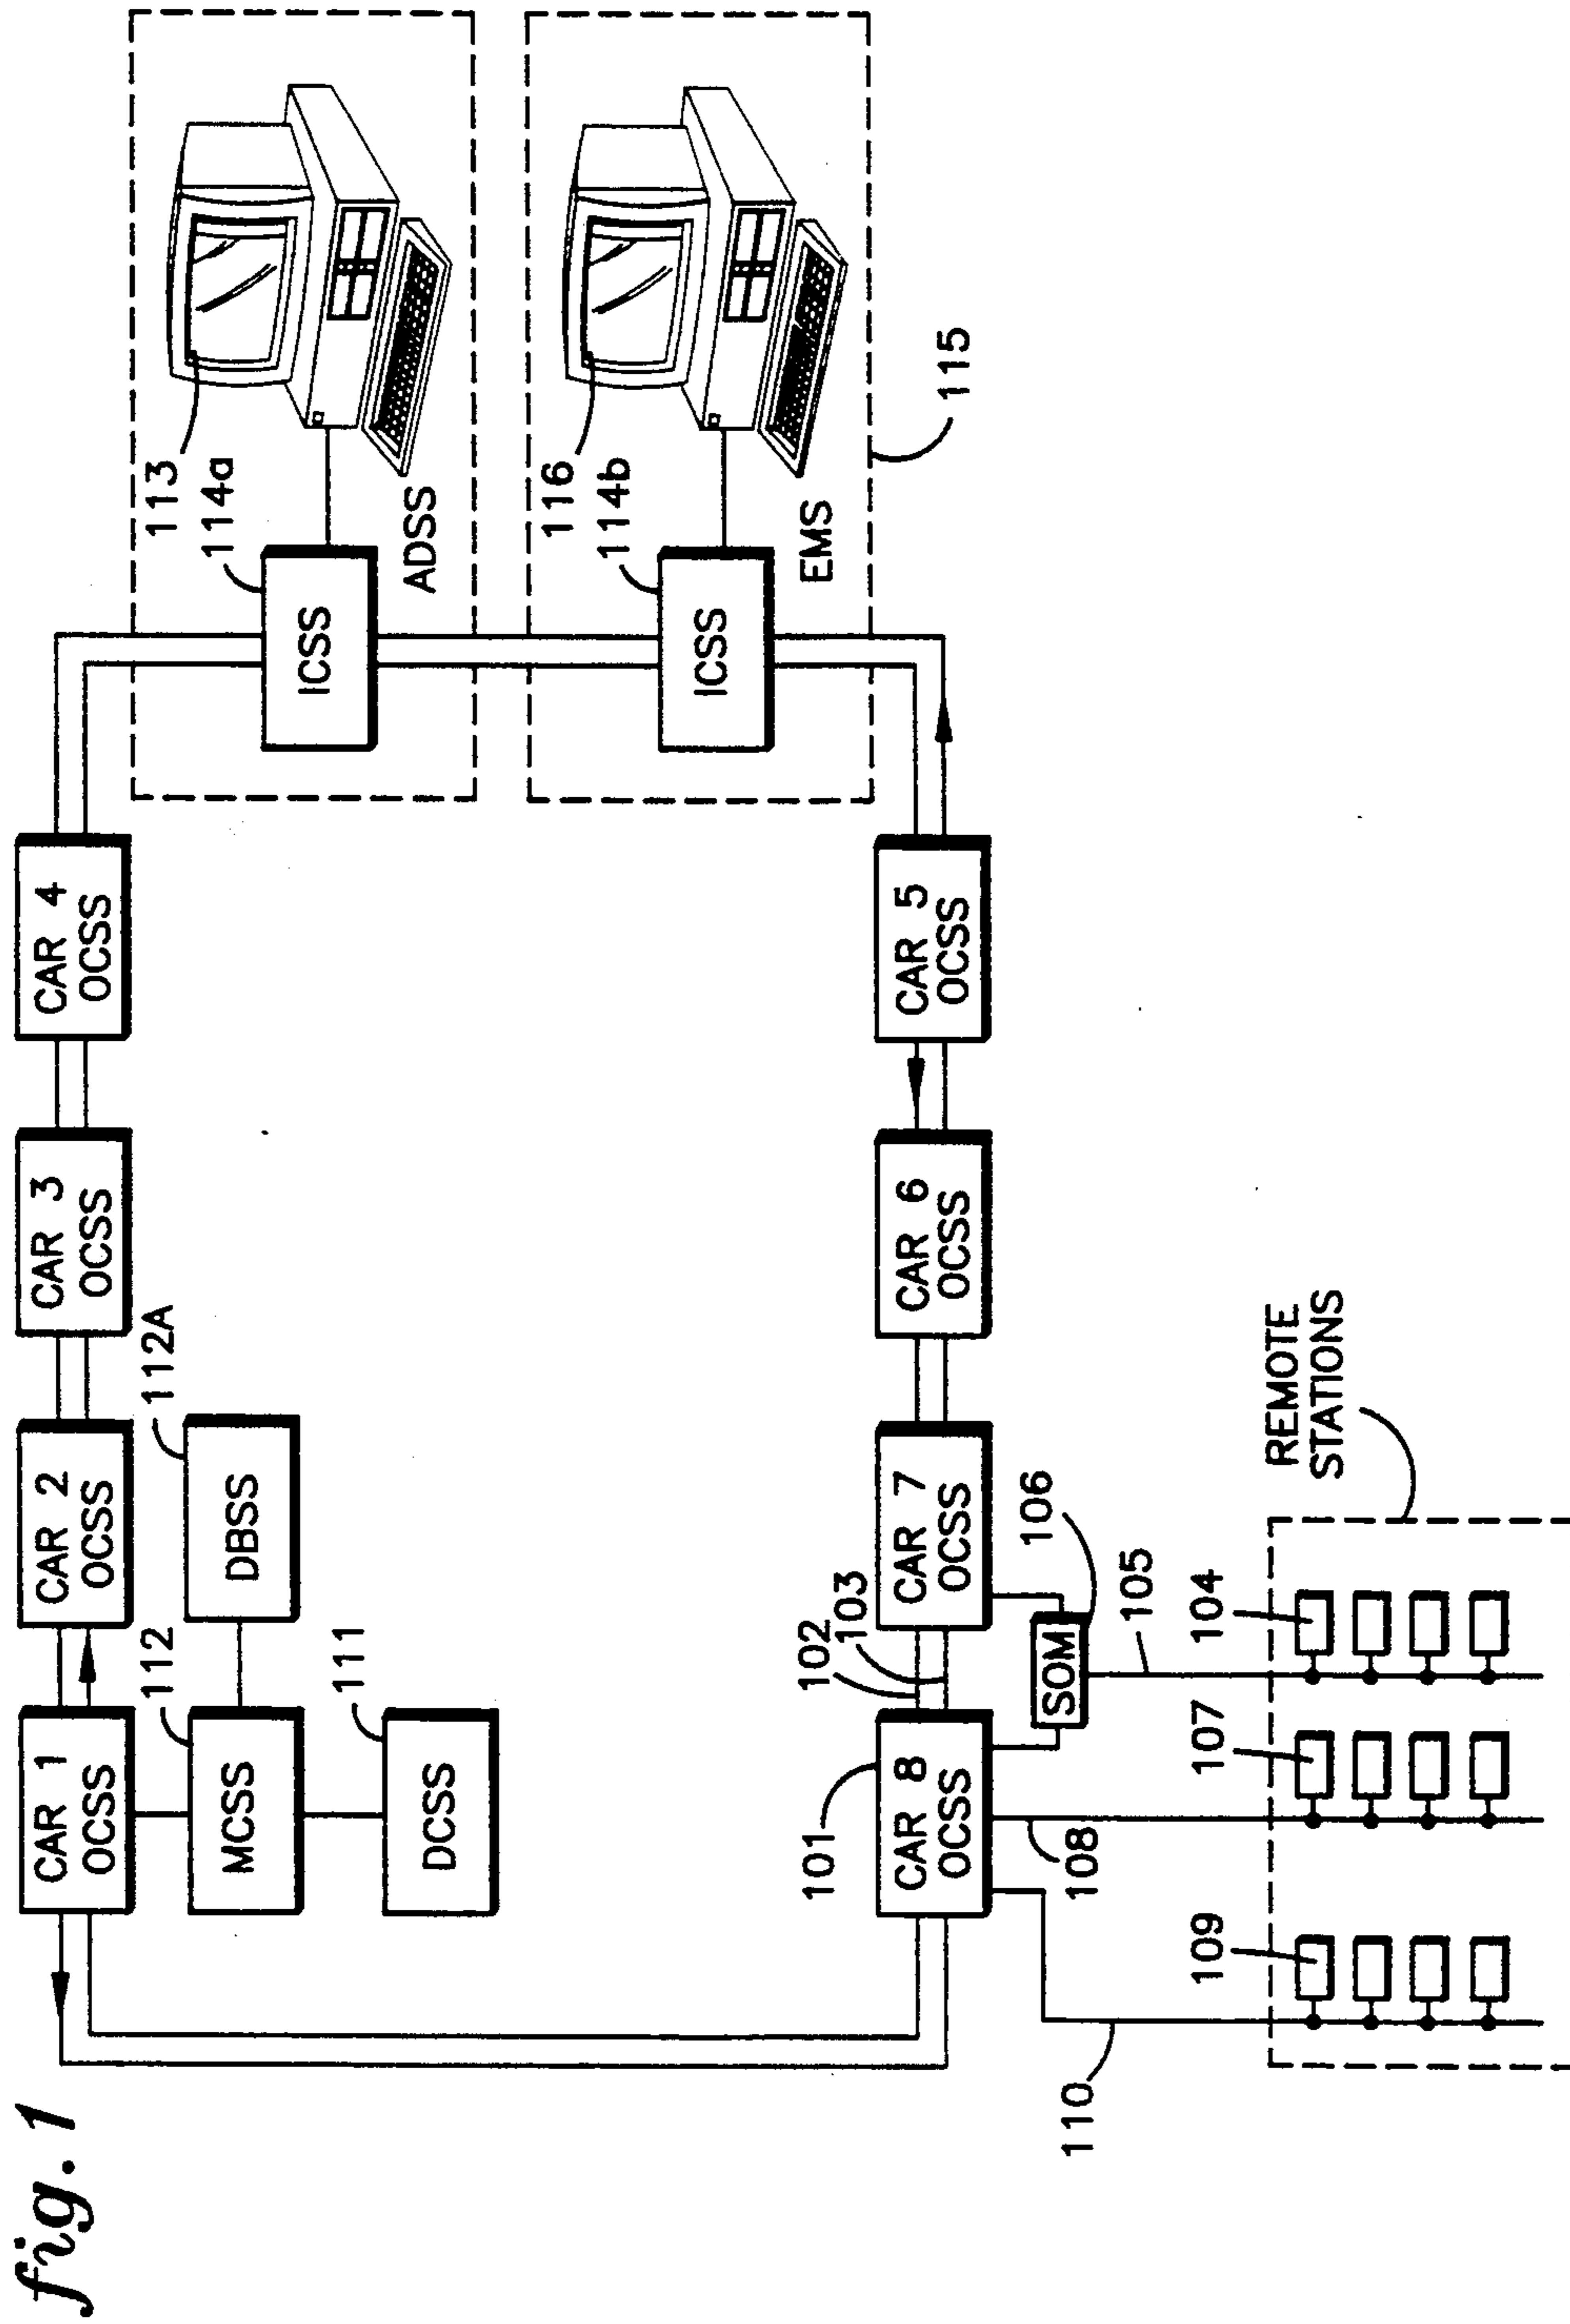 fig. 1
CAR 1
OCSS
CAR 2
OCSS
CAR 3
OCSS
CAR 4
OCSS
112
MCSS
112A
DBSS
111
DCSS
113
114a
ICSS
ADSS
116
114b
ICSS
EMS
115
101
CAR 8
OCSS
102
103
CAR 7
OCSS
CAR 6
OCSS
CAR 5
OCSS
SOM
106
110
108
105
109
107
104
REMOTE
STATIONS